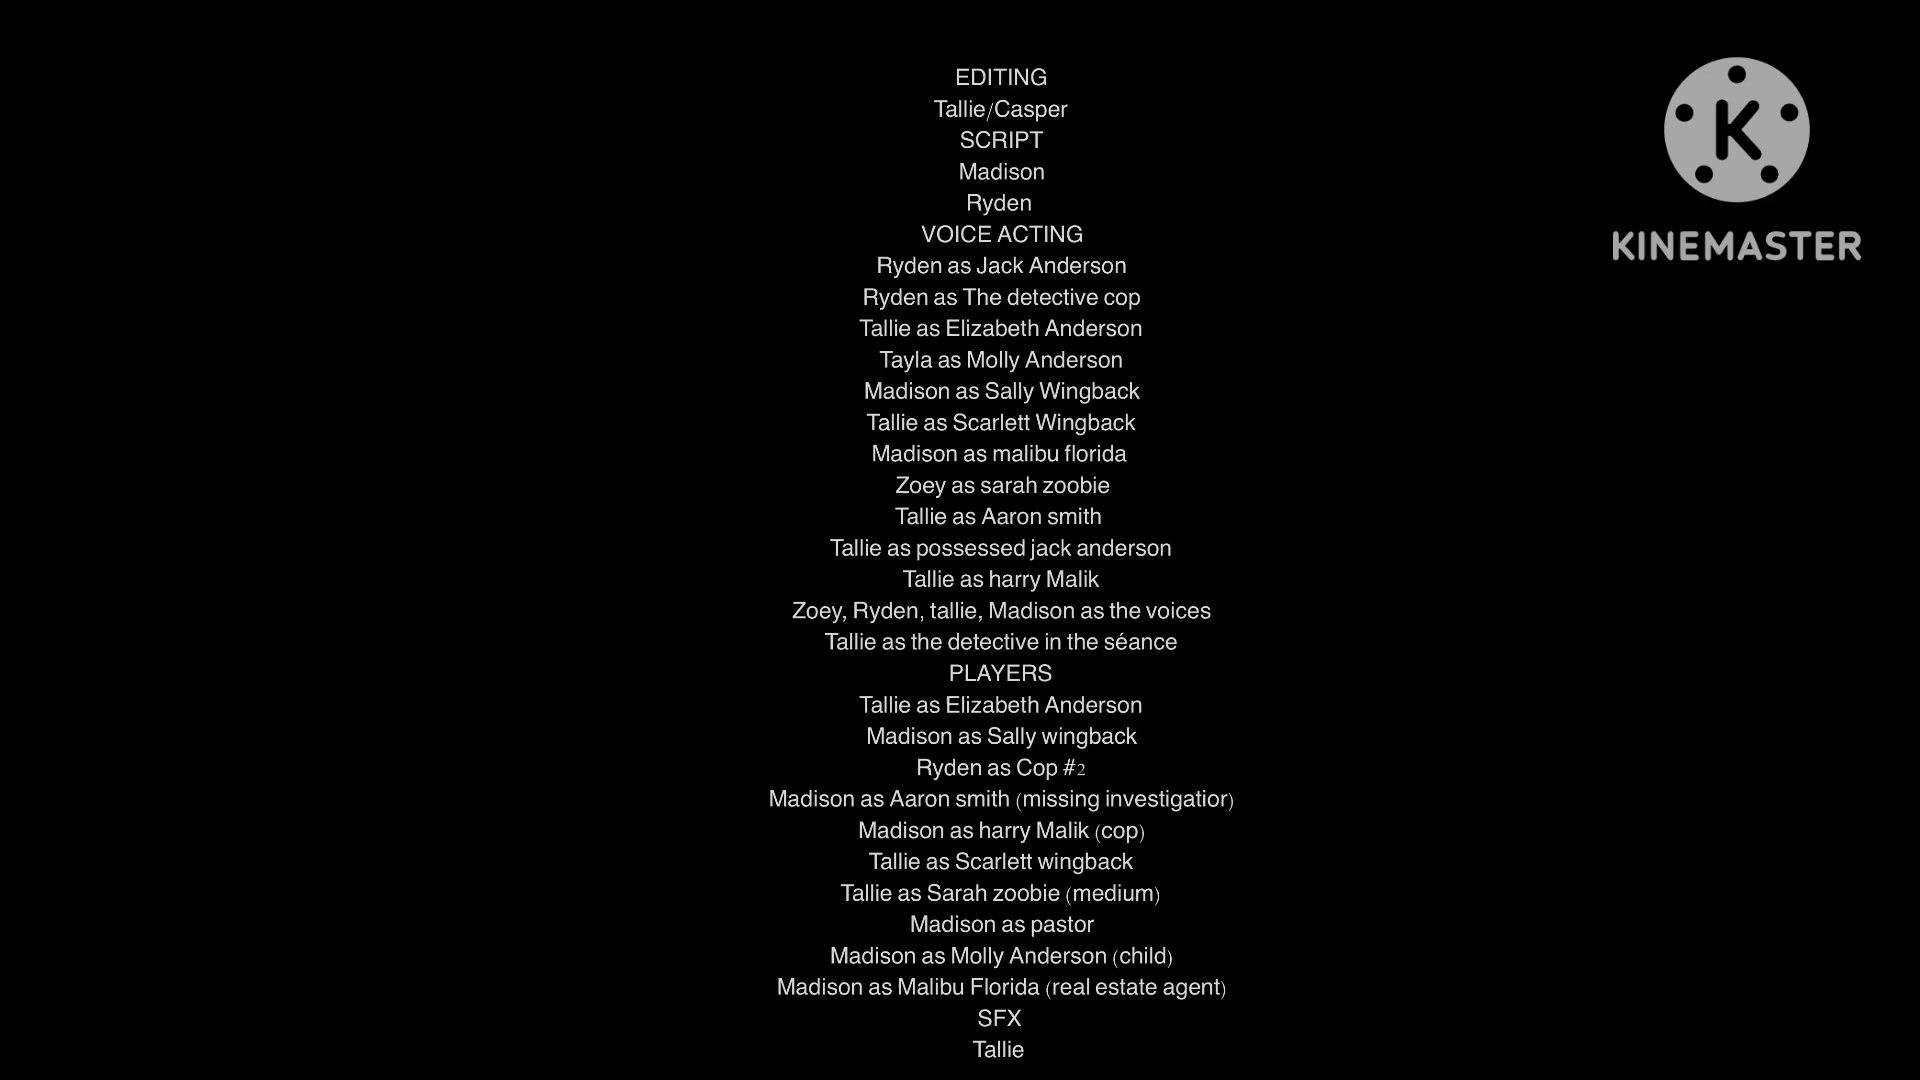 EDITING
Tallie/Casper
SCRIPT
Madison
Ryden
VOICE ACTING
Ryden as Jack Anderson
Ryden as The detective cop
Tallie as Elizabeth Anderson
Tayla as Molly Anderson
Madison as Sally Wingback
Tallie as Scarlett Wingback
Madison as malibu florida
Zoey as sarah zoobie
Tallie as Aaron smith
Tallie as possessed jack anderson
Tallie as harry Malik
Zoey, Ryden, tallie, Madison as the voices
Tallie as the detective in the séance
PLAYERS
Tallie as Elizabeth Anderson
Madison as Sally wingback
Ryden as Cop #2
Madison as Aaron smith (missing investigatior)
Madison as harry Malik (cop)
Tallie as Scarlett wingback
Tallie as Sarah zoobie (medium)
Madison as pastor
Madison as Molly Anderson (child)
Madison as Malibu Florida (real estate agent)
SFX
Tallie
K
KINEMASTER